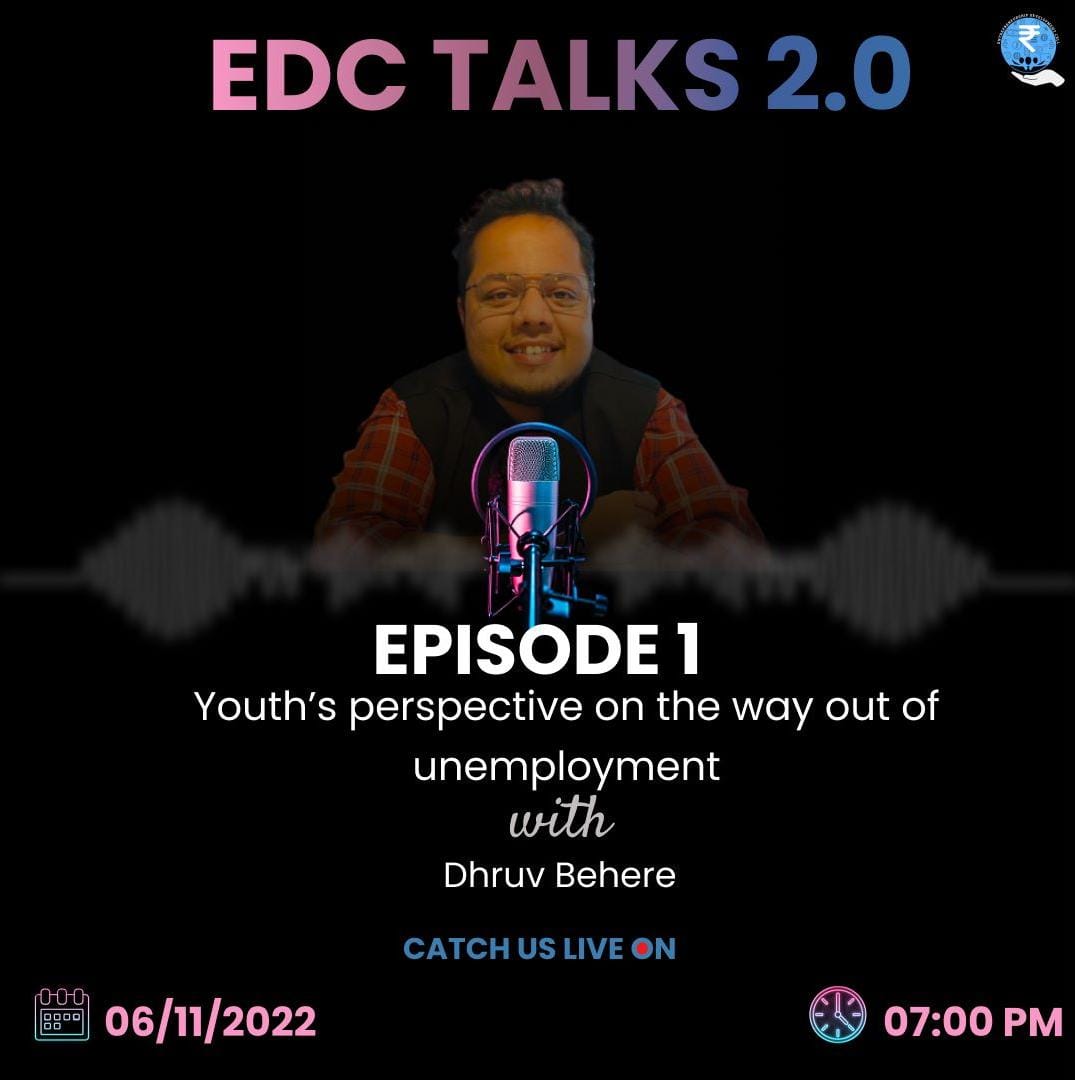 EDC TALKS 2.0
EPISODE 1
Youth’s perspective on the way out of
unemployment
with
Dhruv Behere
CATCH US LIVE ON
06/11/2022
07:00 PM